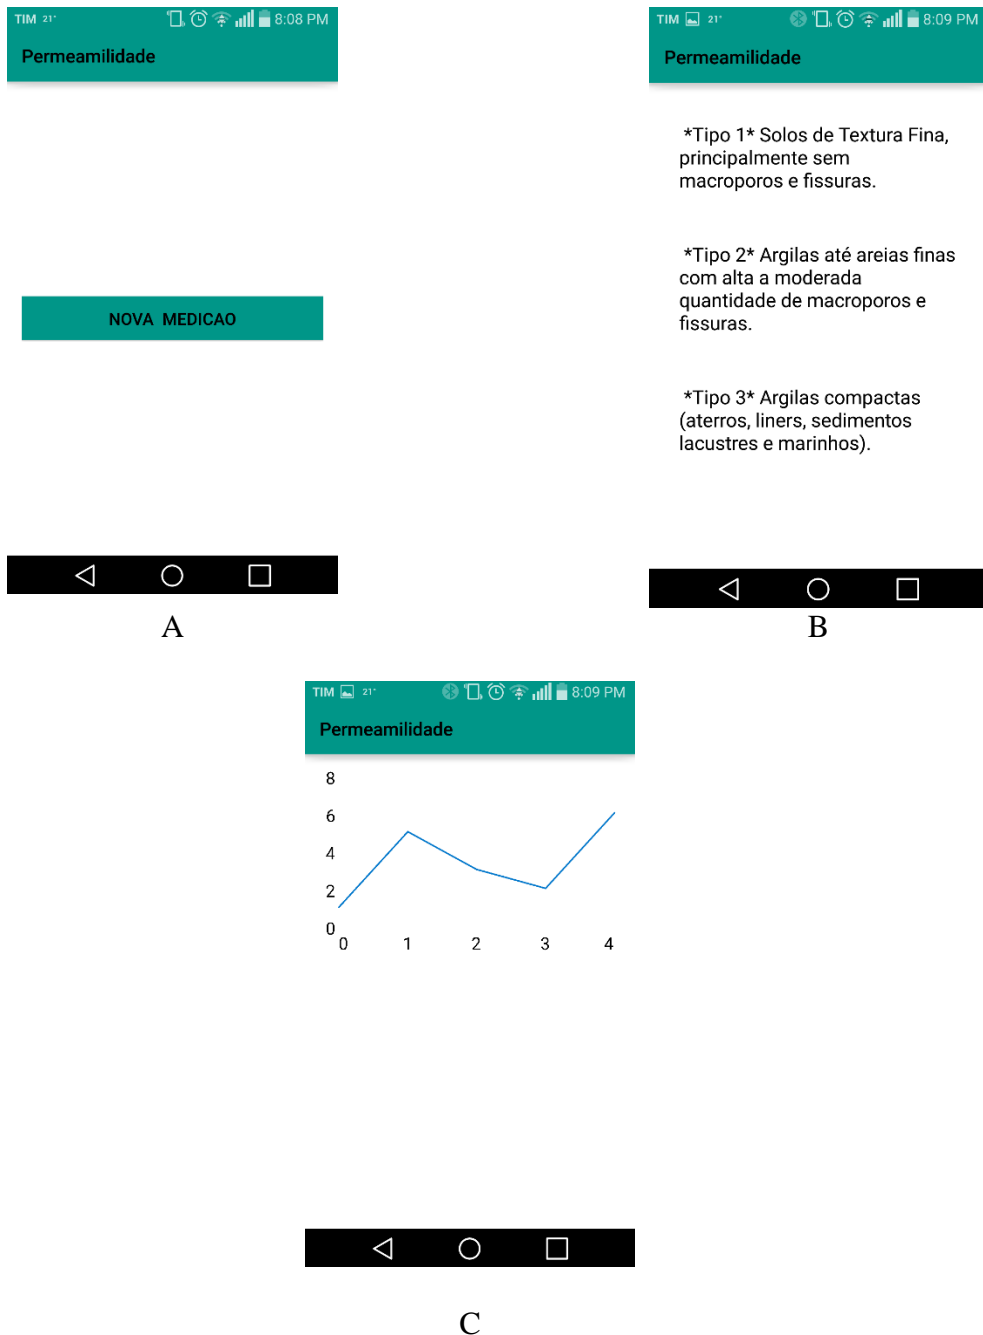 TIM 21° 8:08 PM
Permeamilidade
NOVA MEDICAO
A
TIM 21° 8:09 PM
Permeamilidade
*Tipo 1* Solos de Textura Fina,
principalmente sem
macroporos e fissuras.
*Tipo 2* Argilas até areias finas
com alta a moderada
quantidade de macroporos e
fissuras.
*Tipo 3* Argilas compactas
(aterros, liners, sedimentos
lacustres e marinhos).
B
TIM 21° 8:09 PM
Permeamilidade
8
6
4
2
0
0 1 2 3 4
C